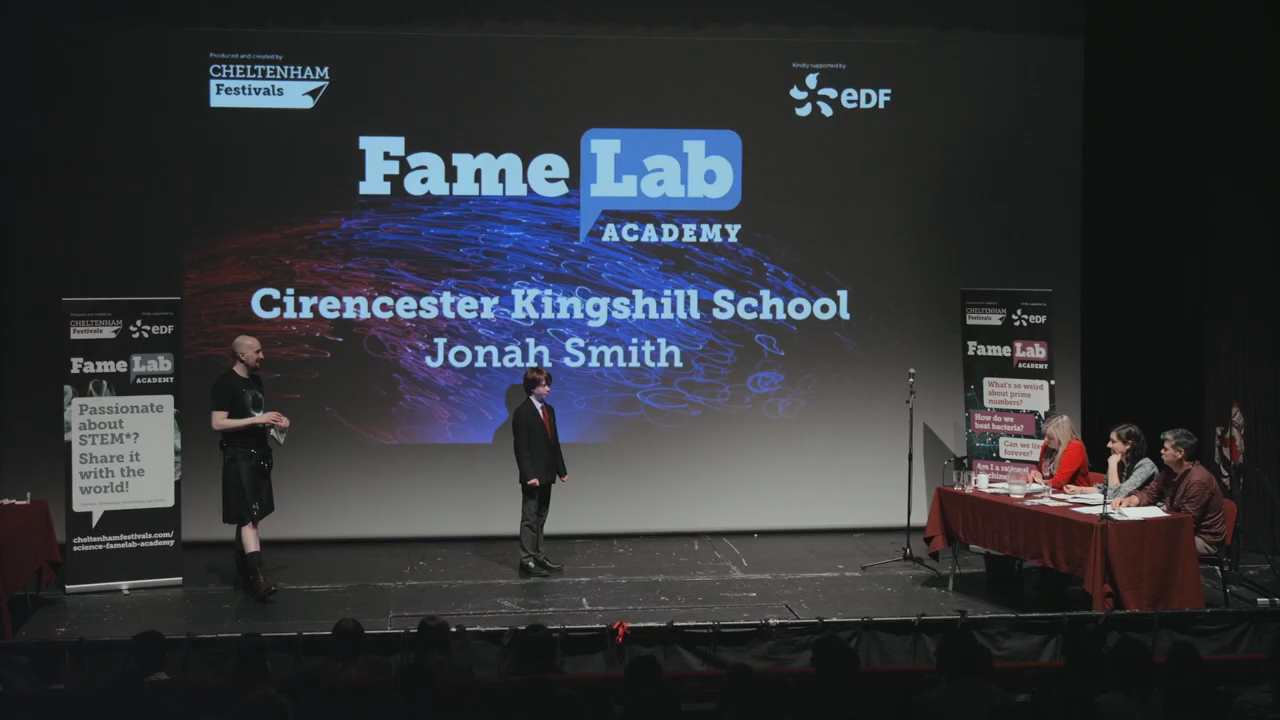 Produced and created by
CHELTENHAM
Festivals
Kindly supported by
eDF
Fame Lab
ACADEMY
Cirencester Kingshill School
Jonah Smith
CHELTENHAM
Festivals
eDF
Fame Lab
ACADEMY
Passionate
about
STEM*?
Share it
with the
world!
cheltenhamfestivals.com/
science-famelab-academy
CHELTENHAM
Festivals
eDF
Fame Lab
ACADEMY
What's so weird
about prime
numbers?
How do we
beat bacteria?
Can we live
forever?
Am I a rational